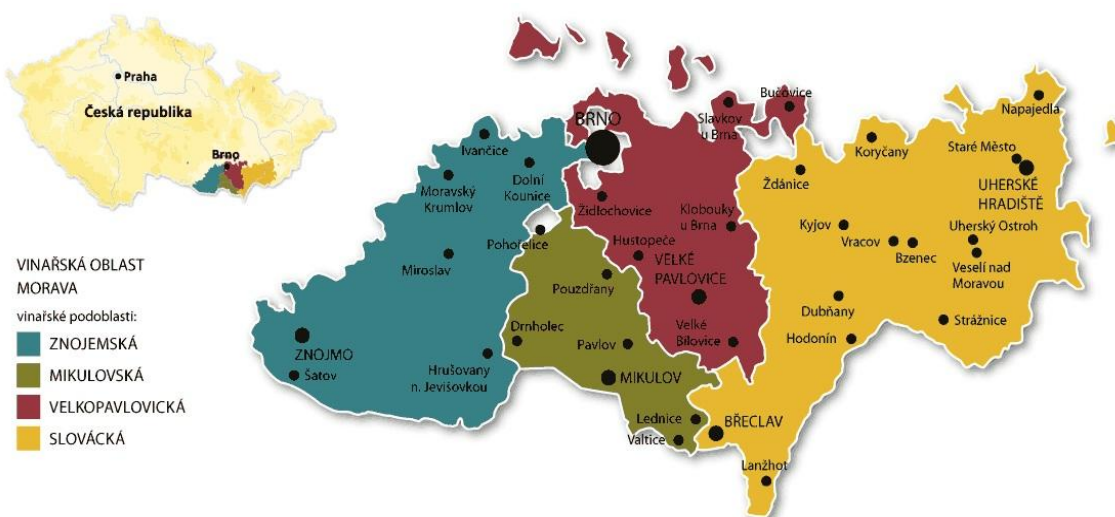 Praha
Česká republika
Brno
VINAŘSKÁ OBLAST
MORAVA
vinařské podoblasti:
ZNOJEMSKÁ
MIKULOVSKÁ
VELKOPAVLOVICKÁ
SLOVÁCKÁ
BRNO
Ivančice
Moravský
Krumlov
Dolní
Kounice
Miroslav
ZNOJMO
Šatov
Hrušovany
n. Jevišovkou
Pohořelice
Židlochovice
Hustopeče
Pouzdřany
Drnholec
Pavlov
MIKULOV
Lednice
Valtice
Slavkov
u Brna
Bučovice
Klobouky
u Brna
VELKÉ
PAVLOVICE
Velké
Bílovice
BŘECLAV
Lanžhot
Napajedla
Koryčany
Staré Město
Ždánice
UHERSKÉ
HRADIŠTĚ
Kyjov
Vracov
Bzenec
Uherský Ostroh
Veselí nad
Moravou
Dubňany
Strážnice
Hodonín